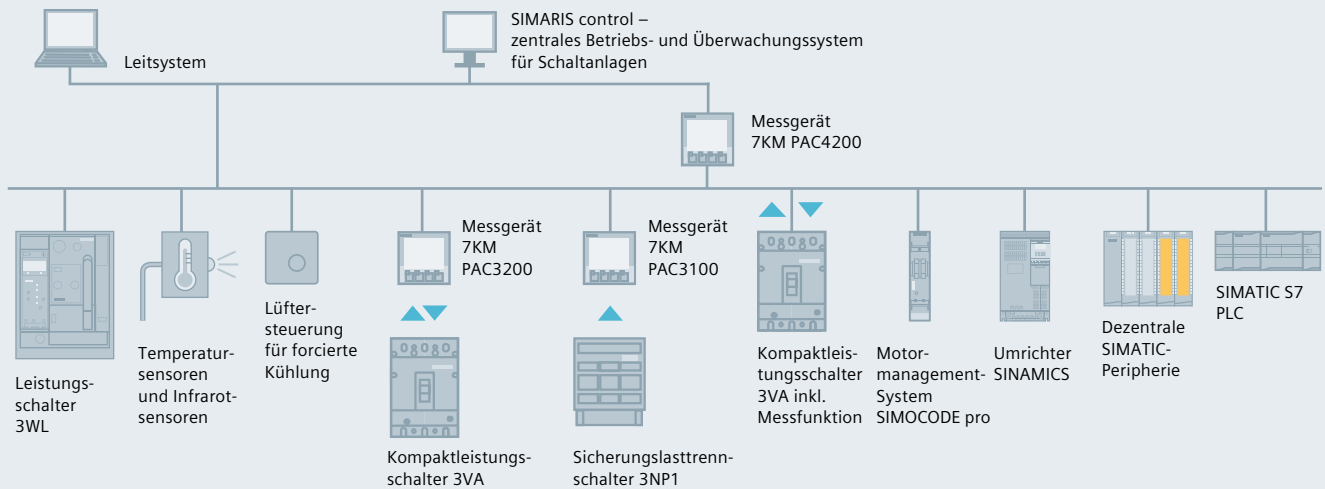 Leitsystem
SIMARIS control –
zentrales Betriebs- und Überwachungssystem
für Schaltanlagen
Messgerät
7KM PAC4200
Leistungs-
schalter
3WL
Temperatur-
sensoren
und Infrarot-
sensoren
Lüfter-
steuerung
für forcierte
Kühlung
Messgerät
7KM
PAC3200
Kompaktleistungs-
schalter 3VA
Messgerät
7KM
PAC3100
Sicherungslasttrenn-
schalter 3NP1
Kompaktleis-
tungsschalter
3VA inkl.
Messfunktion
Motor-
management-
System
SIMOCODE pro
Umrichter
SINAMICS
Dezentrale
SIMATIC-
Peripherie
SIMATIC S7
PLC